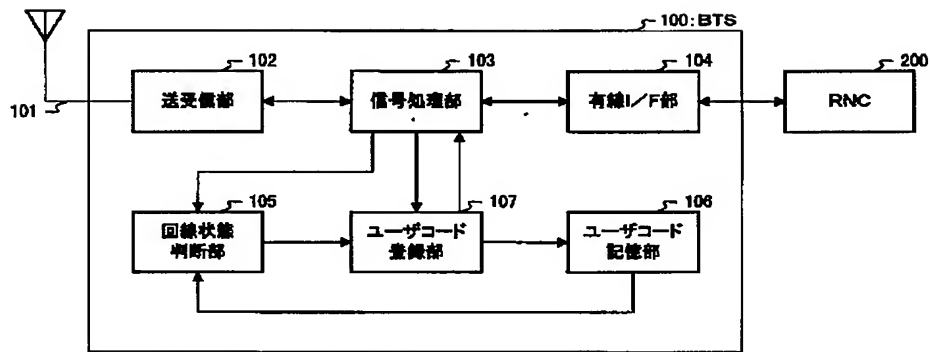 100:BTS
102
103
104
200
101
送受信部
信号処理部
有線I/F部
RNC
105
107
106
回線状態
判断部
ユーザコード
登録部
ユーザコード
記憶部